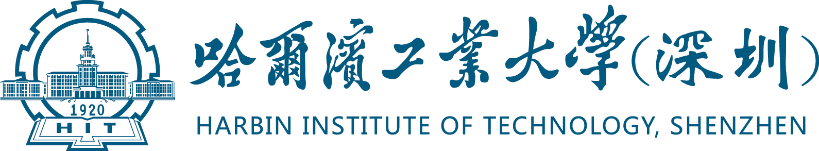 哈爾濱工業大學(深圳)
HARBIN INSTITUTE OF TECHNOLOGY, SHENZHEN
1920
HIT